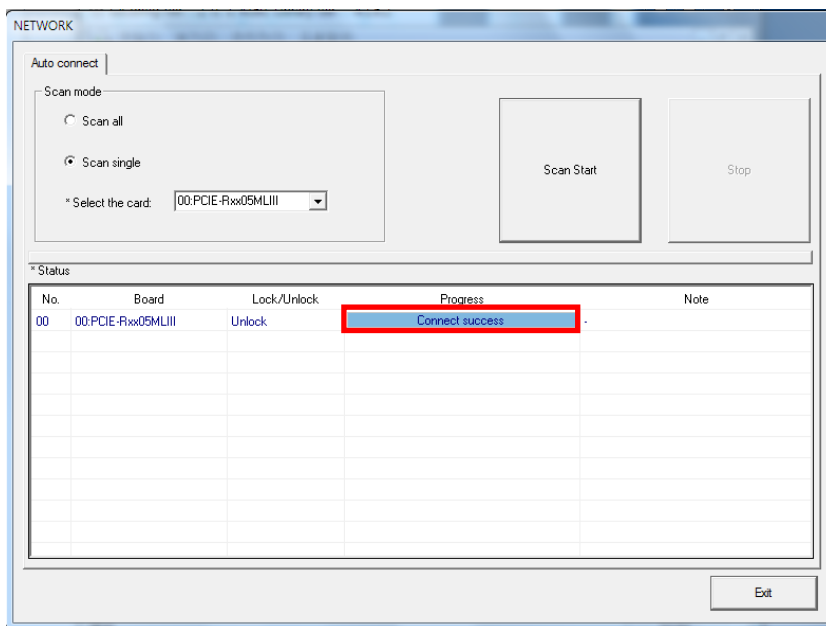 NETWORK
Auto connect
Scan mode
Scan all
Scan single
* Select the card: 00:PCIE-Rxx05MLIII
Scan Start
Stop
* Status
No. Board Lock/Unlock Progress Note
00 00:PCIE-Rxx05MLIII Unlock Connect success -
Exit